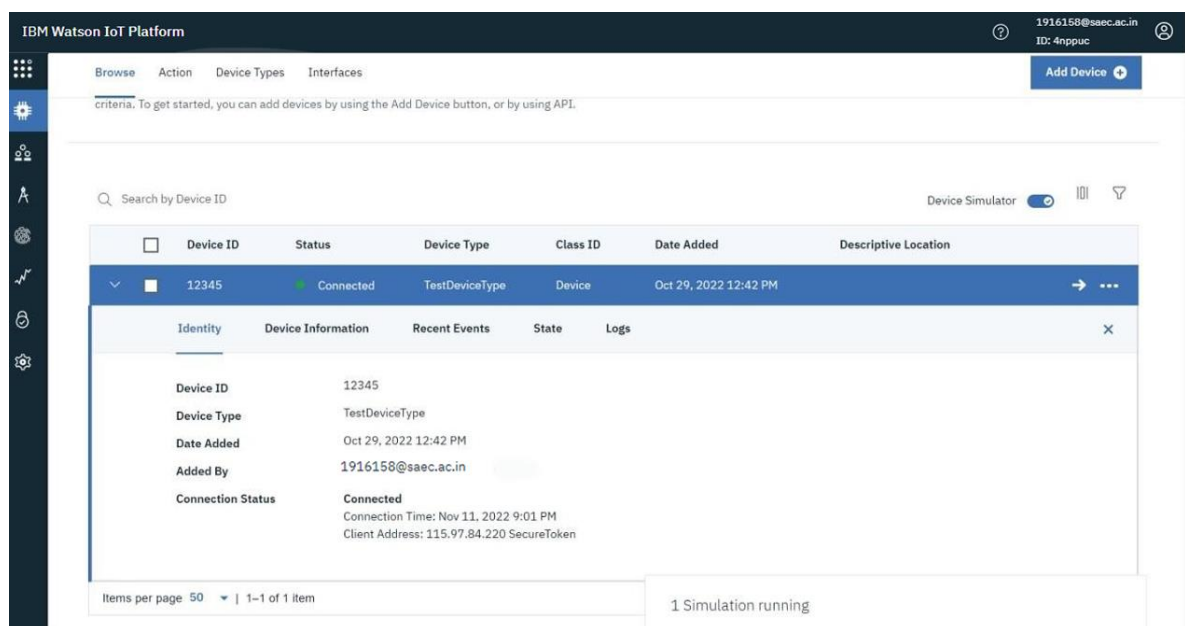 IBM Watson IoT Platform
1916158@saec.ac.in
ID: 4nppuc
Browse Action Device Types Interfaces
Add Device
criteria. To get started, you can add devices by using the Add Device button, or by using API.
Search by Device ID
Device Simulator
Device ID Status Device Type Class ID Date Added Descriptive Location
12345 Connected TestDeviceType Device Oct 29, 2022 12:42 PM
Identity Device Information Recent Events State Logs
Device ID 12345
Device Type TestDeviceType
Date Added Oct 29, 2022 12:42 PM
Added By 1916158@saec.ac.in
Connection Status Connected
Connection Time: Nov 11, 2022 9:01 PM
Client Address: 115.97.84.220 SecureToken
Items per page 50 | 1–1 of 1 item
1 Simulation running